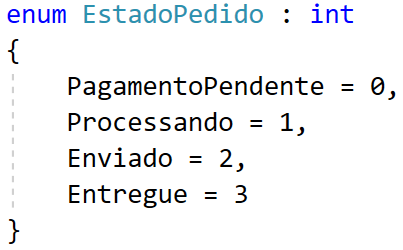 enum EstadoPedido : int
{
    PagamentoPendente = 0,
    Processando = 1,
    Enviado = 2,
    Entregue = 3
}